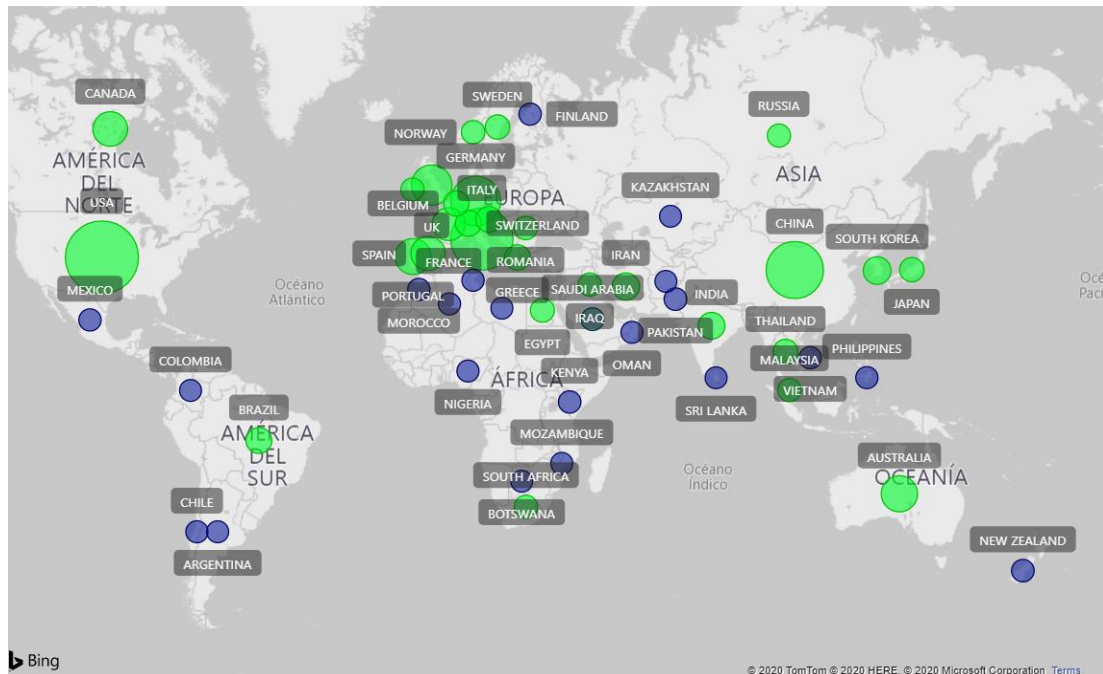 CANADA
SWEDEN
FINLAND
RUSSIA
NORWAY
GERMANY
AMÉRICA
DEL
NORTE
ASIA
USA
ITALY
EUROPA
KAZAKHSTAN
BELGIUM
UK
SWITZERLAND
CHINA
SOUTH KOREA
SPAIN
FRANCE
ROMANIA
IRAN
Océano
Atlántico
MEXICO
PORTUGAL
GREECE
SAUDI ARABIA
INDIA
JAPAN
Océ
Pací
MOROCCO
IRAQ
THAILAND
EGYPT
PAKISTAN
PHILIPPINES
COLOMBIA
OMAN
MALAYSIA
KENYA
ÁFRICA
VIETNAM
NIGERIA
SRI LANKA
BRAZIL
AMÉRICA
DEL
SUR
MOZAMBIQUE
SOUTH AFRICA
Océano
Índico
AUSTRALIA
OCEANÍA
CHILE
BOTSWANA
NEW ZEALAND
ARGENTINA
Bing
© 2020 TomTom © 2020 HERE, © 2020 Microsoft Corporation Terms